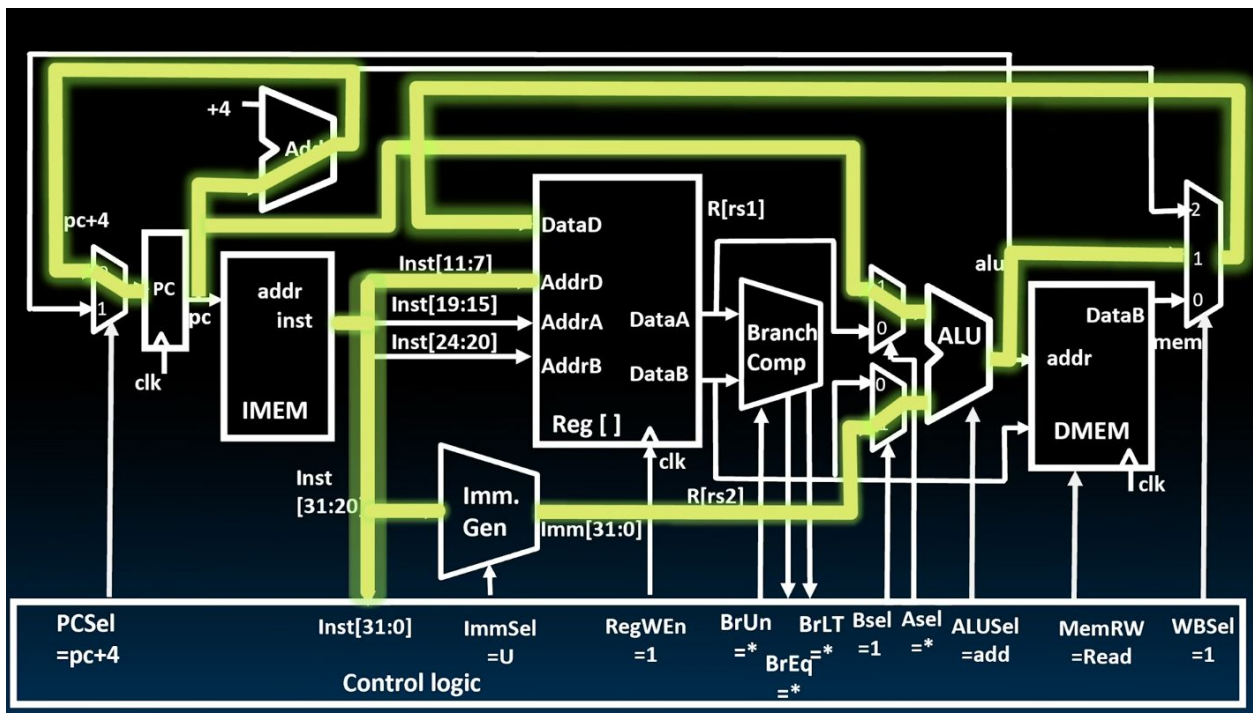 +4
Add
pc+4
0
1
PC
pc
clk
addr
inst
IMEM
Inst[11:7]
Inst[19:15]
Inst[24:20]
DataD
AddrD
AddrA
AddrB
DataA
DataB
Reg [ ]
clk
R[rs1]
R[rs2]
Branch
Comp
1
0
0
1
ALU
alu
addr
DataB
DMEM
clk
mem
2
1
0
Inst
[31:20]
Imm.
Gen
Imm[31:0]
PCSel
=pc+4
Inst[31:0]
ImmSel
=U
RegWEn
=1
BrUn
=*
BrEq
=*
BrLT
=*
Bsel
=1
Asel
=*
ALUSel
=add
MemRW
=Read
WBSel
=1
Control logic